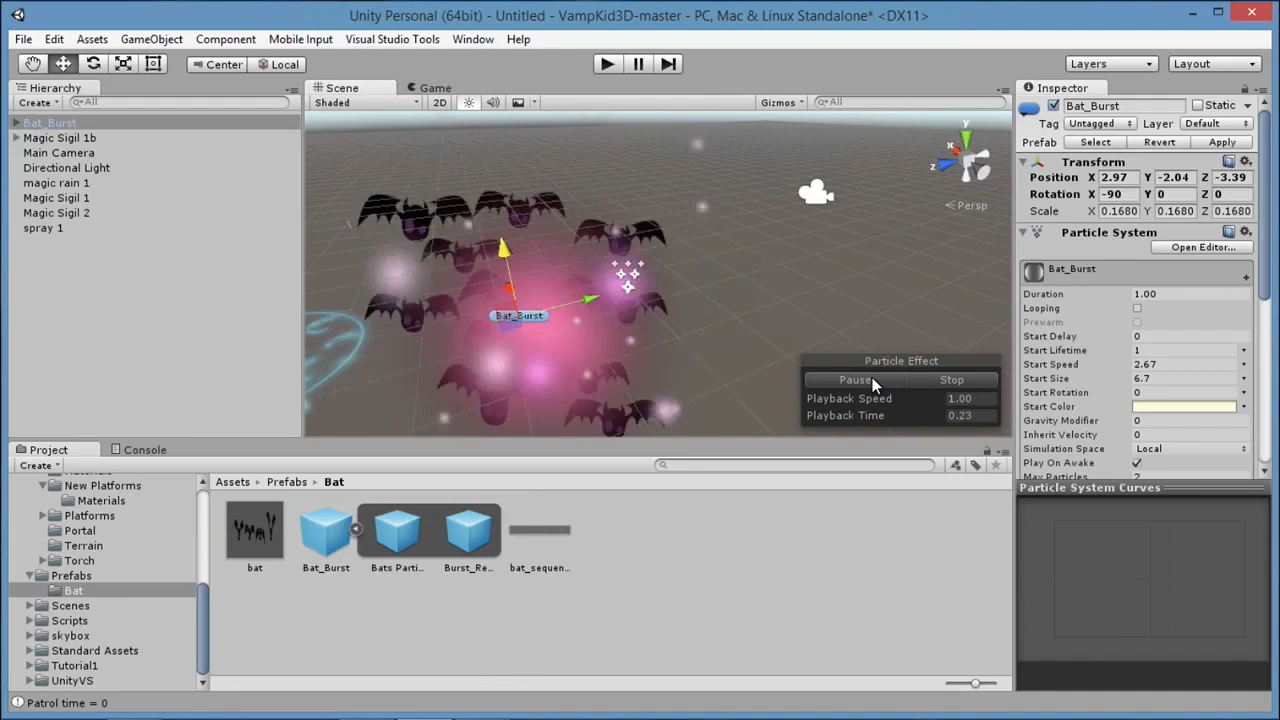 Unity Personal (64bit) - Untitled - VampKid3D-master - PC, Mac & Linux Standalone* <DX11>
File Edit Assets GameObject Component Mobile Input Visual Studio Tools Window Help
Center Local Layers Layout
Hierarchy
Create All
Bat_Burst
Magic Sigil 1b
Main Camera
Directional Light
magic rain 1
Magic Sigil 1
Magic Sigil 2
spray 1
Scene Game
Shaded 2D Gizmos All
y
x
z
Persp
Bat_Burst
Particle Effect
Pause Stop
Playback Speed 1.00
Playback Time 0.23
Inspector
Bat_Burst Static
Tag Untagged Layer Default
Prefab Select Revert Apply
Transform
Position X 2.97 Y -2.04 Z -3.39
Rotation X -90 Y 0 Z 0
Scale X 0.1680 Y 0.1680 Z 0.1680
Particle System
Open Editor...
Bat_Burst
Duration 1.00
Looping
Prewarm
Start Delay 0
Start Lifetime 1
Start Speed 2.67
Start Size 6.7
Start Rotation 0
Start Color
Gravity Modifier 0
Inherit Velocity 0
Simulation Space Local
Play On Awake
Max Particles 2
Particle System Curves
Project Console
Create
Materials
New Platforms
Materials
Platforms
Portal
Terrain
Torch
Prefabs
Bat
Scenes
Scripts
skybox
Standard Assets
Tutorial1
UnityVS
Assets Prefabs Bat
bat Bat_Burst Bats Parti... Burst_Re... bat_sequen...
Patrol time = 0